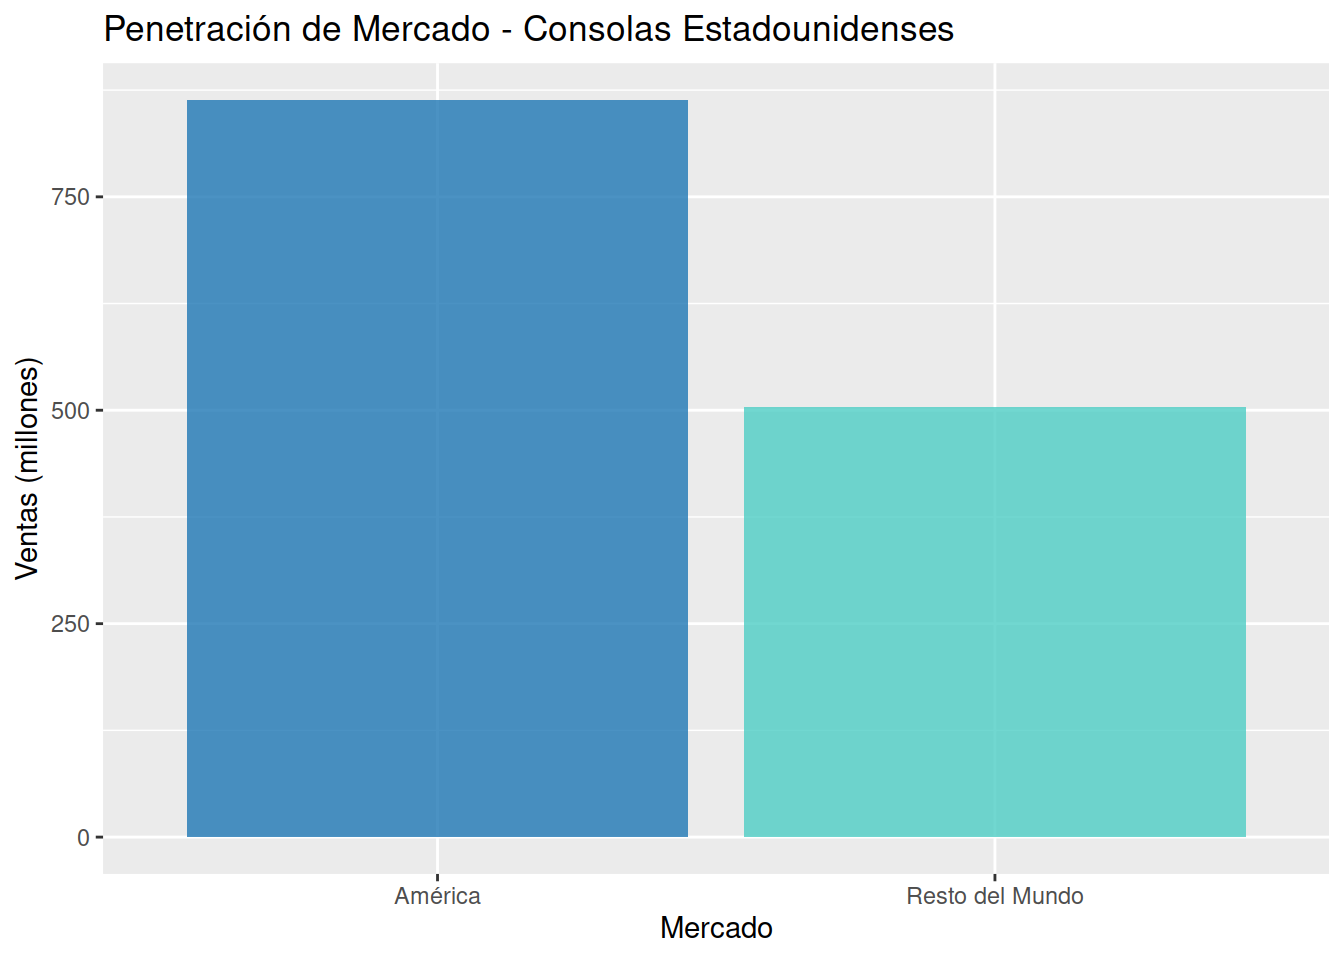 Penetración de Mercado - Consolas Estadounidenses
Ventas (millones)
750
500
250
0
América
Resto del Mundo
Mercado